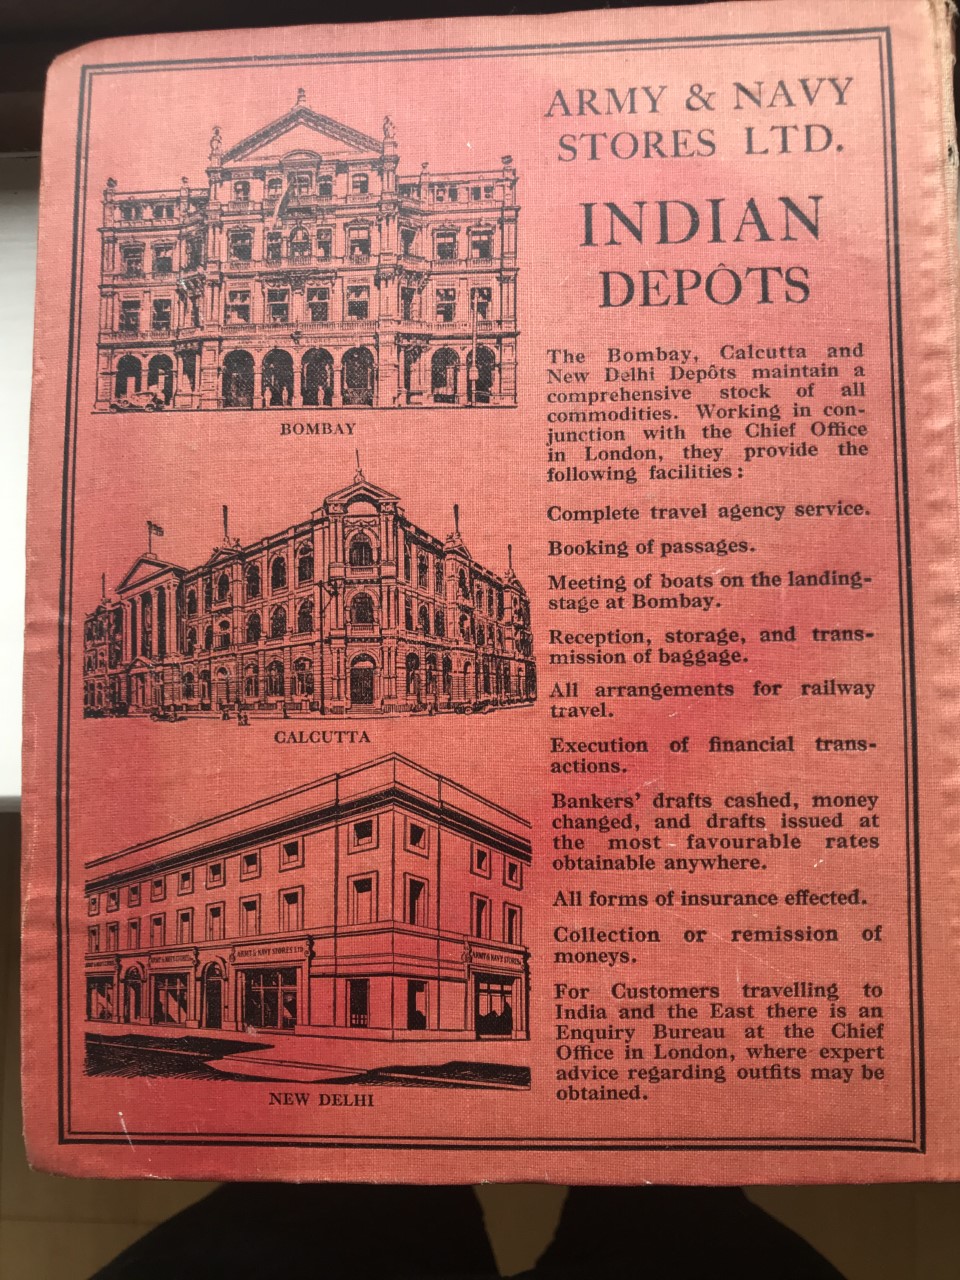 ARMY & NAVY
STORES LTD.
INDIAN
DEPÔTS
BOMBAY
The Bombay, Calcutta and
New Delhi Depôts maintain a
comprehensive stock of all
commodities. Working in con-
junction with the Chief Office
in London, they provide the
following facilities:
Complete travel agency service.
Booking of passages.
Meeting of boats on the landing-
stage at Bombay.
Reception, storage, and trans-
mission of baggage.
All arrangements for railway
travel.
CALCUTTA
Execution of financial trans-
actions.
Bankers' drafts cashed, money
changed, and drafts issued at
the most favourable rates
obtainable anywhere.
All forms of insurance effected.
Collection or remission of
moneys.
For Customers travelling to
India and the East there is an
Enquiry Bureau at the Chief
Office in London, where expert
advice regarding outfits may be
obtained.
ARMY & NAVY STORES LTD
ARMY & NAVY STORES
NEW DELHI